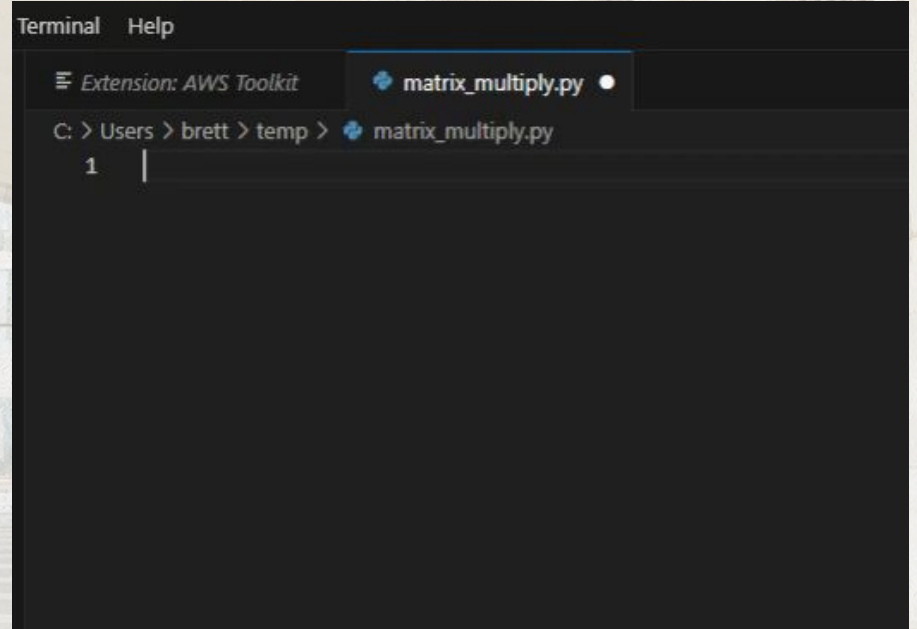 Terminal Help
Extension: AWS Toolkit matrix_multiply.py
C: > Users > brett > temp > matrix_multiply.py
1